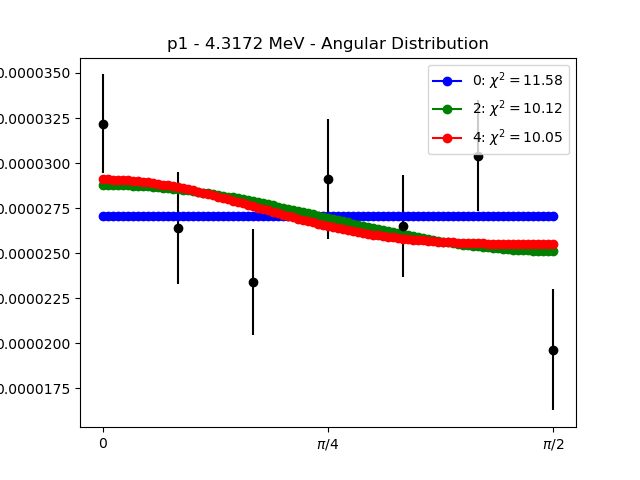 p1 - 4.3172 MeV - Angular Distribution
0.0000350
0.0000325
0.0000300
0.0000275
0.0000250
0.0000225
0.0000200
0.0000175
0
π/4
π/2
0: χ² = 11.58
2: χ² = 10.12
4: χ² = 10.05